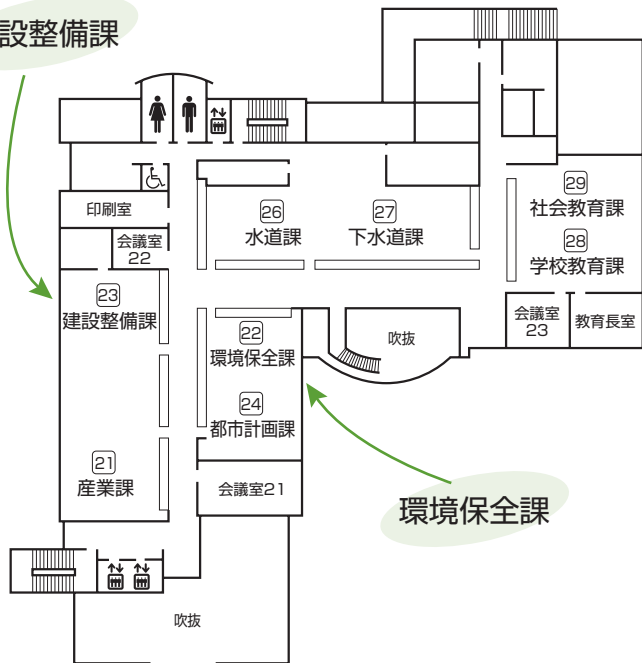 設整備課
印刷室
会議室
22
23
建設整備課
21
産業課
26
水道課
27
下水道課
29
社会教育課
28
学校教育課
会議室
23
教育長室
吹抜
22
環境保全課
24
都市計画課
会議室21
環境保全課
吹抜